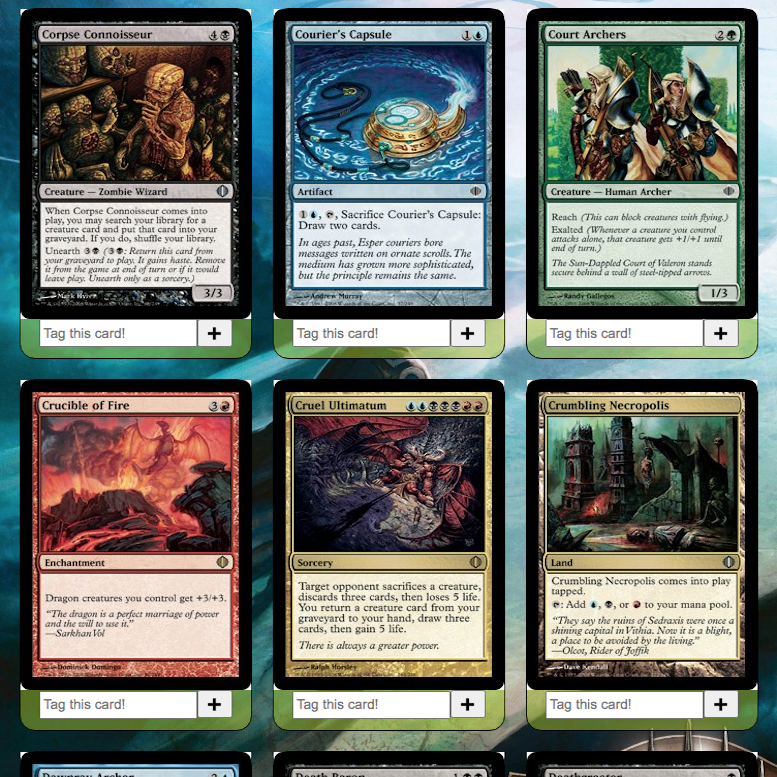 Corpse Connoisseur 4
Creature — Zombie Wizard
When Corpse Connoisseur comes into
play, you may search your library for a
creature card and put that card into your
graveyard. If you do, shuffle your library.
Unearth 3 (3: Return this card from
your graveyard to play. It gains haste. Remove
it from the game at end of turn or if it would
leave play. Unearth only as a sorcery.)
3/3
Tag this card! +
Courier's Capsule 1
Artifact
1, , Sacrifice Courier's Capsule:
Draw two cards.
In ages past, Esper couriers bore
messages written on ornate scrolls. The
medium has grown more sophisticated,
but the principle remains the same.
Andrew Murray
Tag this card! +
Court Archers 2
Creature — Human Archer
Reach (This can block creatures with flying.)
Exalted (Whenever a creature you control
attacks alone, that creature gets +1/+1 until
end of turn.)
The Sun-Dappled Court of Valeron stands
secure behind a wall of steel-tipped arrows.
Randy Gallegos
1/3
Tag this card! +
Crucible of Fire 3
Enchantment
Dragon creatures you control get +3/+3.
"The dragon is a perfect marriage of power
and the will to use it."
—Sarkhan Vol
Dominick Domingo
Tag this card! +
Cruel Ultimatum
Sorcery
Target opponent sacrifices a creature,
discards three cards, then loses 5 life.
You return a creature card from your
graveyard to your hand, draw three
cards, then gain 5 life.
There is always a greater power.
Ralph Horsley
Tag this card! +
Crumbling Necropolis
Land
Crumbling Necropolis comes into play
tapped.
: Add , , or to your mana pool.
"They say the ruins of Sedraxis were once a
shining capital in Vithia. Now it is a blight,
a place to be avoided by the living."
—Olcot, Rider of Joffik
Dave Kendall
Tag this card! +
Dawnray Archer
Death Baron
Deathgreeter